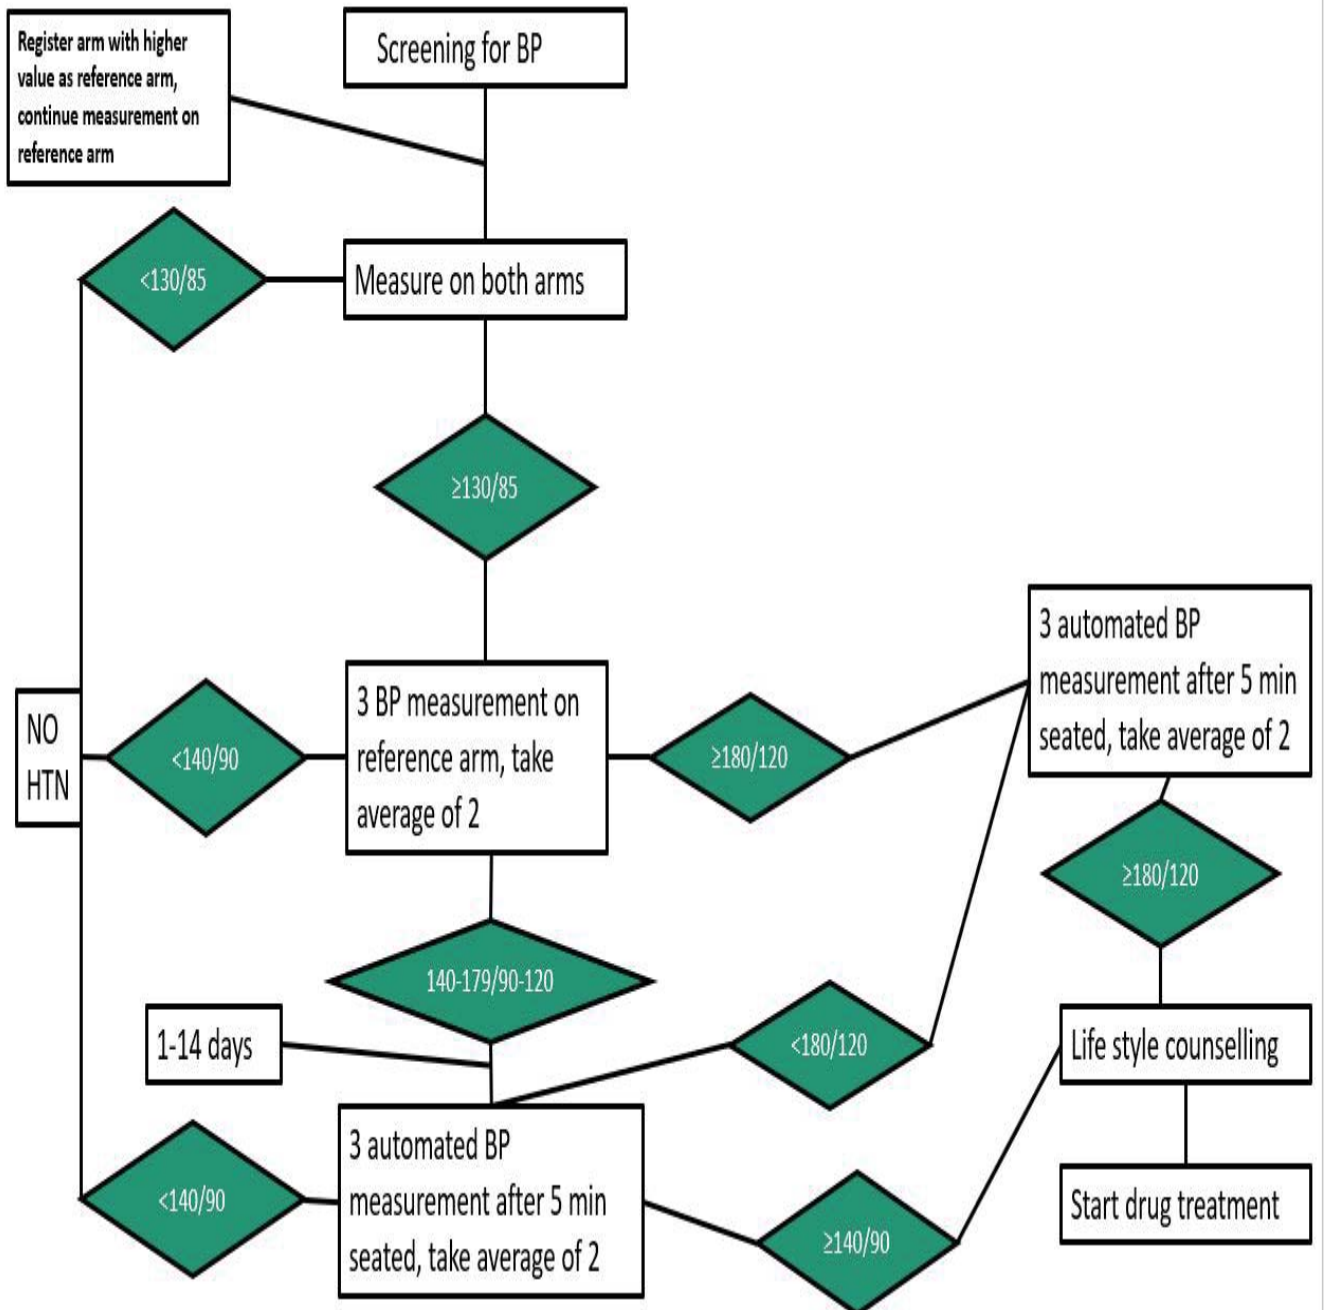 Register arm with higher
value as reference arm,
continue measurement on
reference arm
Screening for BP
<130/85
Measure on both arms
≥130/85
NO
HTN
<140/90
3 BP measurement on
reference arm, take
average of 2
≥180/120
3 automated BP
measurement after 5 min
seated, take average of 2
≥180/120
140-179/90-120
1-14 days
<180/120
Life style counselling
<140/90
3 automated BP
measurement after 5 min
seated, take average of 2
≥140/90
Start drug treatment